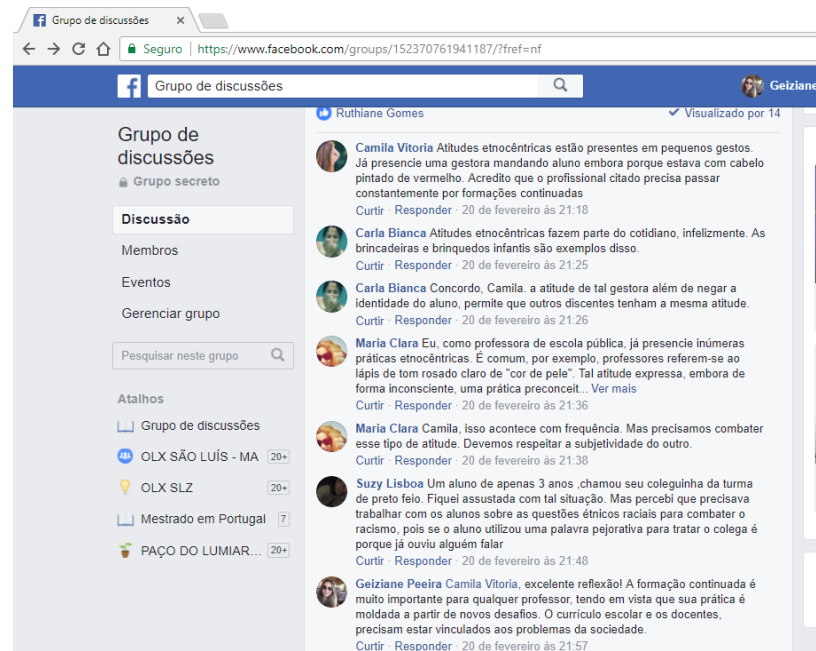 Grupo de discussões
Seguro | https://www.facebook.com/groups/152370761941187/?fref=nf
Grupo de discussões
Geiziane
Grupo de
discussões
Grupo secreto
Discussão
Membros
Eventos
Gerenciar grupo
Pesquisar neste grupo
Atalhos
Grupo de discussões
OLX SÃO LUÍS - MA 20+
OLX SLZ 20+
Mestrado em Portugal 7
PAÇO DO LUMIAR... 20+
Ruthiane Gomes
Visualizado por 14
Camila Vitoria Atitudes etnocêntricas estão presentes em pequenos gestos.
Já presencie uma gestora mandando aluno embora porque estava com cabelo
pintado de vermelho. Acredito que o profissional citado precisa passar
constantemente por formações continuadas
Curtir · Responder · 20 de fevereiro às 21:18
Carla Bianca Atitudes etnocêntricas fazem parte do cotidiano, infelizmente. As
brincadeiras e brinquedos infantis são exemplos disso.
Curtir · Responder · 20 de fevereiro às 21:25
Carla Bianca Concordo, Camila. a atitude de tal gestora além de negar a
identidade do aluno, permite que outros discentes tenham a mesma atitude.
Curtir · Responder · 20 de fevereiro às 21:26
Maria Clara Eu, como professora de escola pública, já presencie inúmeras
práticas etnocêntricas. É comum, por exemplo, professores referem-se ao
lápis de tom rosado claro de "cor de pele". Tal atitude expressa, embora de
forma inconsciente, uma prática preconceit... Ver mais
Curtir · Responder · 20 de fevereiro às 21:36
Maria Clara Camila, isso acontece com frequência. Mas precisamos combater
esse tipo de atitude. Devemos respeitar a subjetividade do outro.
Curtir · Responder · 20 de fevereiro às 21:38
Suzy Lisboa Um aluno de apenas 3 anos ,chamou seu coleguinha da turma
de preto feio. Fiquei assustada com tal situação. Mas percebi que precisava
trabalhar com os alunos sobre as questões étnicos raciais para combater o
racismo, pois se o aluno utilizou uma palavra pejorativa para tratar o colega é
porque já ouviu alguém falar
Curtir · Responder · 20 de fevereiro às 21:48
Geiziane Peeira Camila Vitoria, excelente reflexão! A formação continuada é
muito importante para qualquer professor, tendo em vista que sua prática é
moldada a partir de novos desafios. O currículo escolar e os docentes,
precisam estar vinculados aos problemas da sociedade.
Curtir · Responder · 20 de fevereiro às 21:57